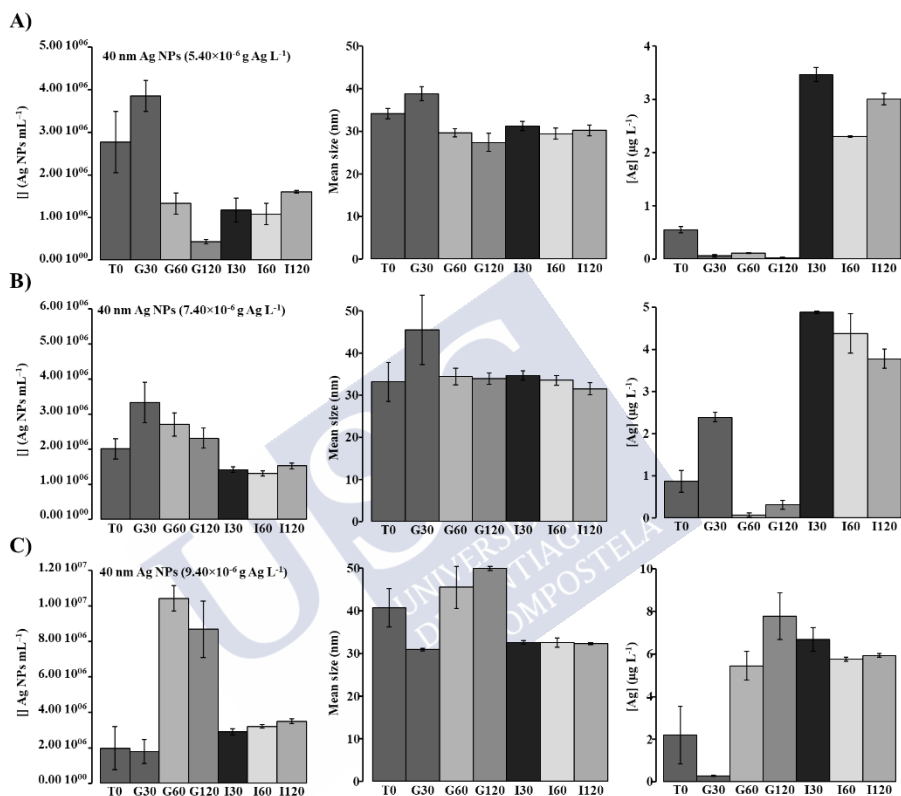 A)
[] (Ag NPs mL⁻¹)
5.00 10⁰⁶
4.00 10⁰⁶
3.00 10⁰⁶
2.00 10⁰⁶
1.00 10⁰⁶
0.00 10⁰⁰
40 nm Ag NPs (5.40×10⁻⁶ g Ag L⁻¹)
T0 G30 G60 G120 I30 I60 I120
Mean size (nm)
50
40
30
20
10
0
T0 G30 G60 G120 I30 I60 I120
[Ag] (µg L⁻¹)
4
3
2
1
0
T0 G30 G60 G120 I30 I60 I120
B)
[] (Ag NPs mL⁻¹)
6.00 10⁰⁶
5.00 10⁰⁶
4.00 10⁰⁶
3.00 10⁰⁶
2.00 10⁰⁶
1.00 10⁰⁶
0.00 10⁰⁰
40 nm Ag NPs (7.40×10⁻⁶ g Ag L⁻¹)
T0 G30 G60 G120 I30 I60 I120
Mean size (nm)
50
40
30
20
10
0
T0 G30 G60 G120 I30 I60 I120
[Ag] (µg L⁻¹)
5
4
3
2
1
0
T0 G30 G60 G120 I30 I60 I120
C)
[] Ag NPs mL⁻¹)
1.20 10⁰⁷
1.00 10⁰⁷
8.00 10⁰⁶
6.00 10⁰⁶
4.00 10⁰⁶
2.00 10⁰⁶
0.00 10⁰⁰
40 nm Ag NPs (9.40×10⁻⁶ g Ag L⁻¹)
T0 G30 G60 G120 I30 I60 I120
Mean size (nm)
50
40
30
20
10
0
T0 G30 G60 G120 I30 I60 I120
[Ag] (µg L⁻¹)
10
8
6
4
2
0
T0 G30 G60 G120 I30 I60 I120
USC